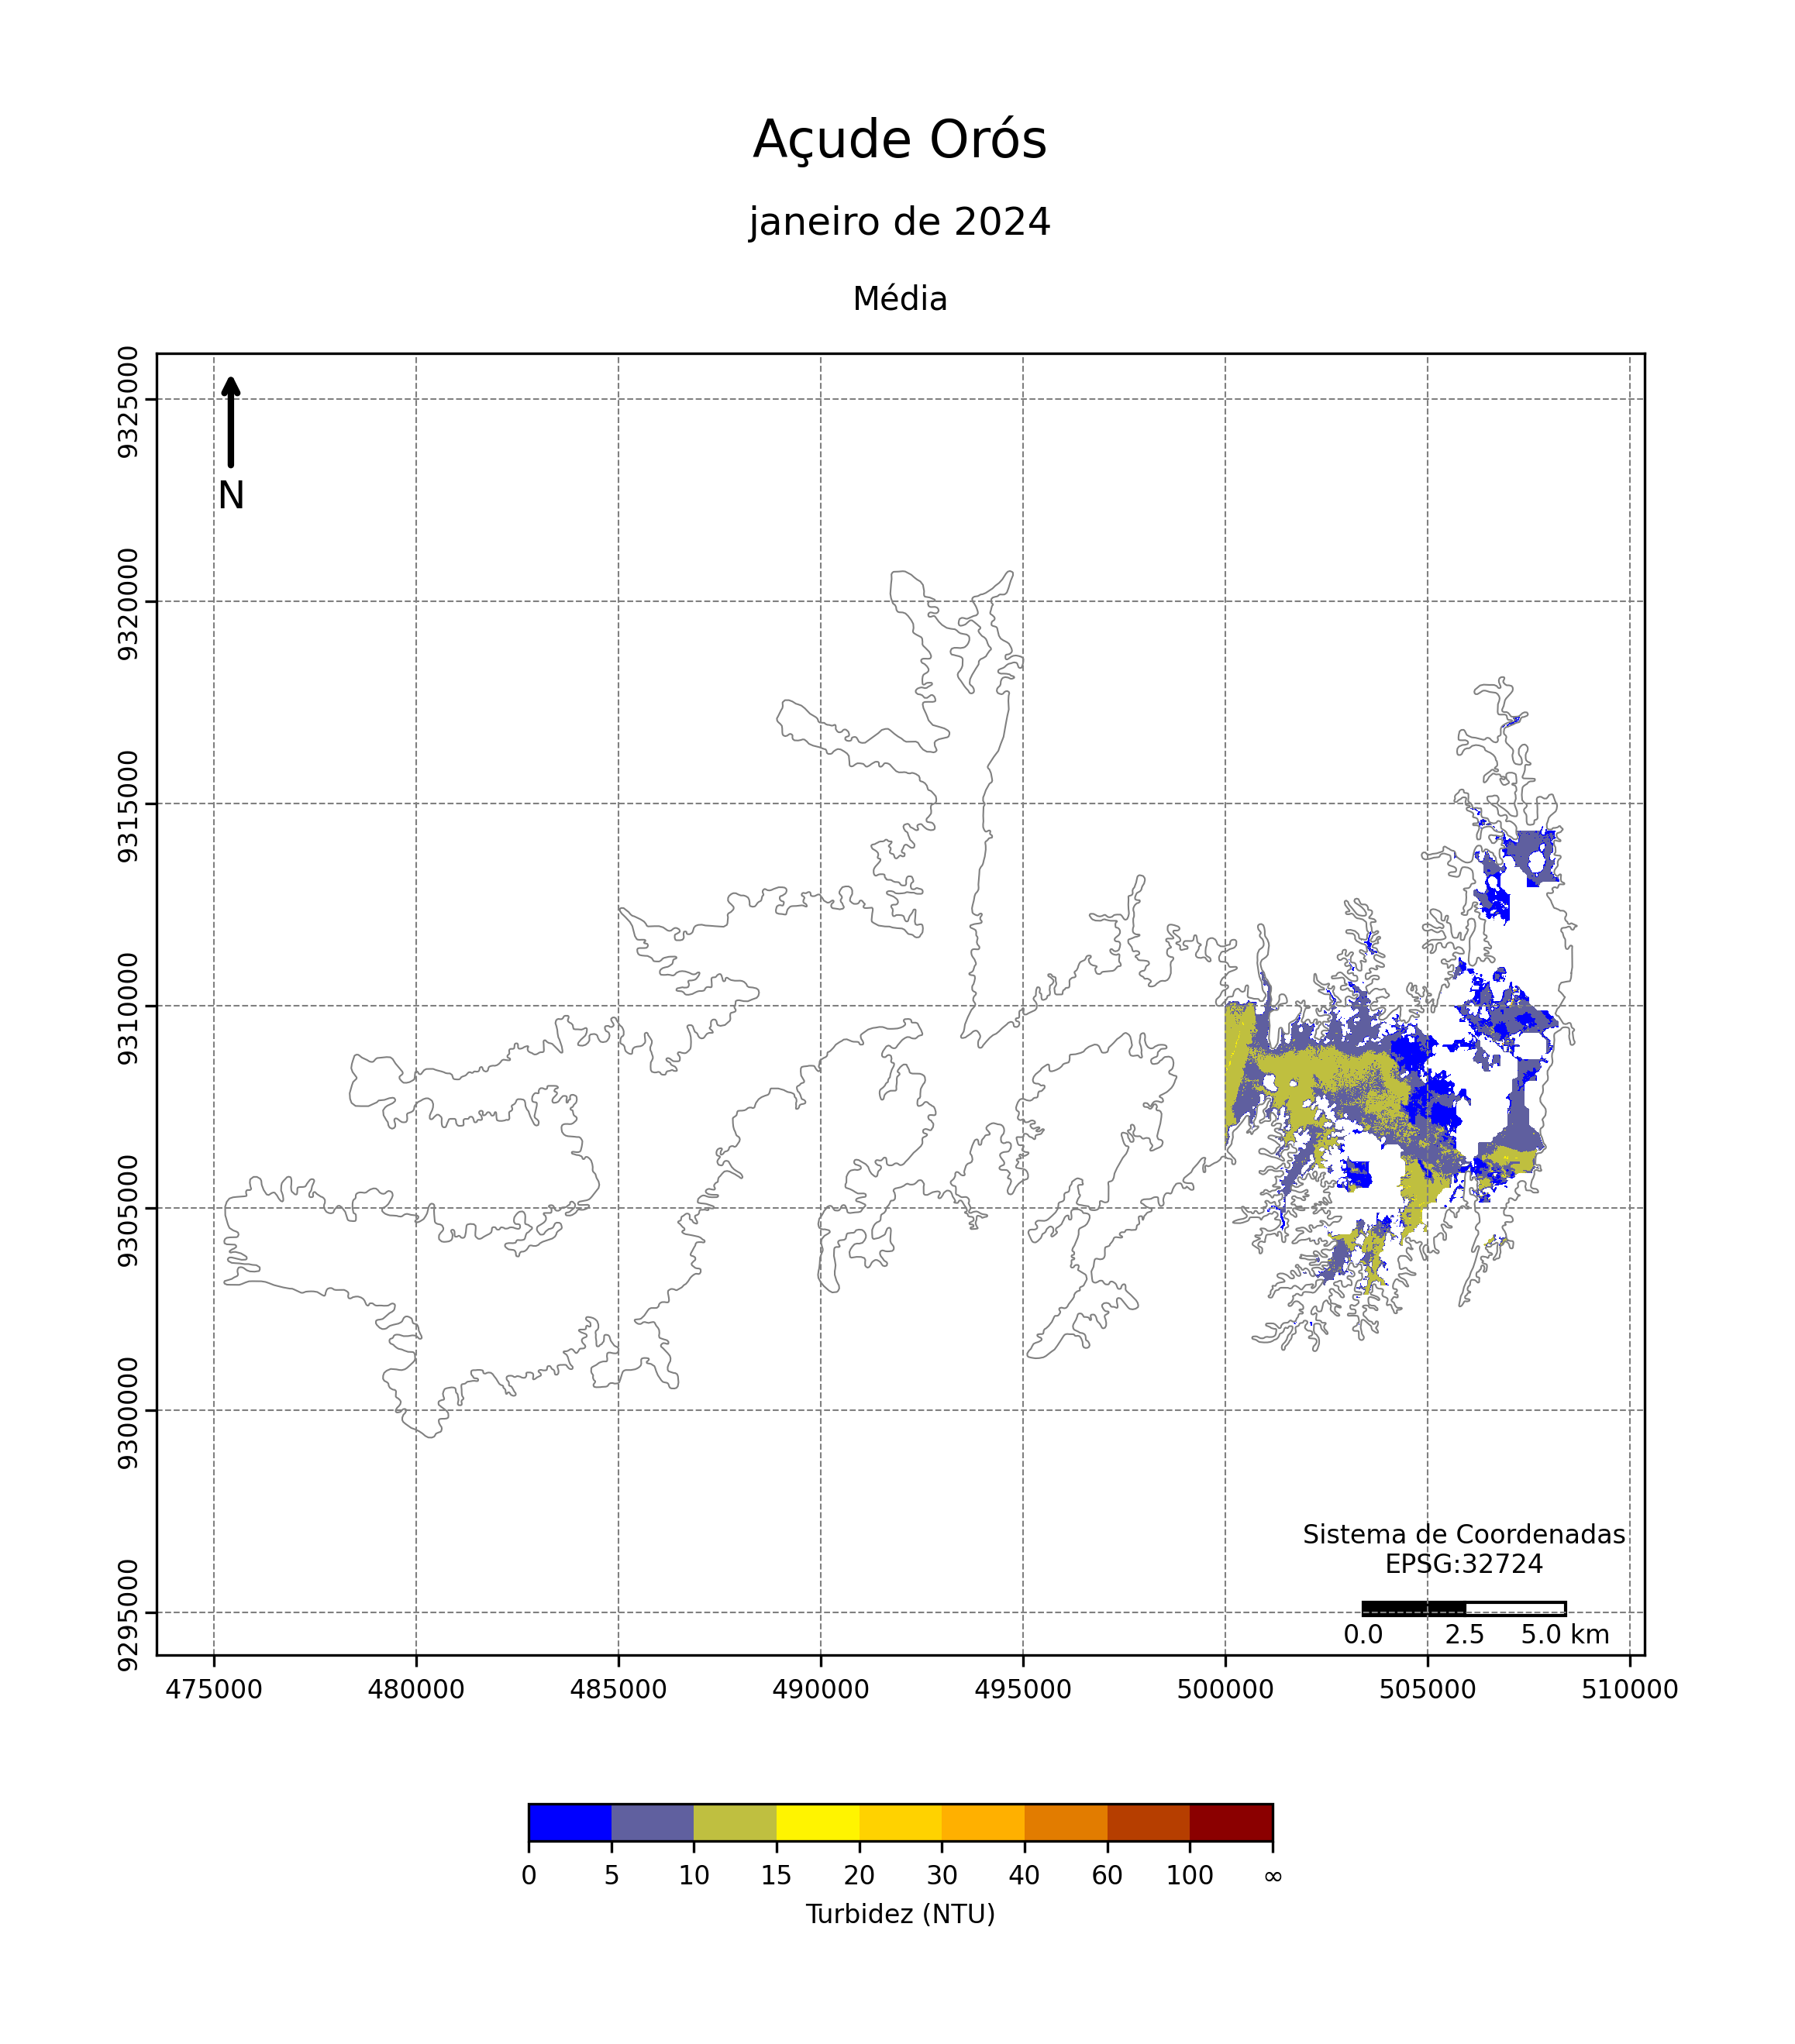 Açude Orós
janeiro de 2024
Média
9325000
9320000
9315000
9310000
9305000
9300000
9295000
N
Sistema de Coordenadas
EPSG:32724
0.0 2.5 5.0 km
475000 480000 485000 490000 495000 500000 505000 510000
0 5 10 15 20 30 40 60 100 ∞
Turbidez (NTU)